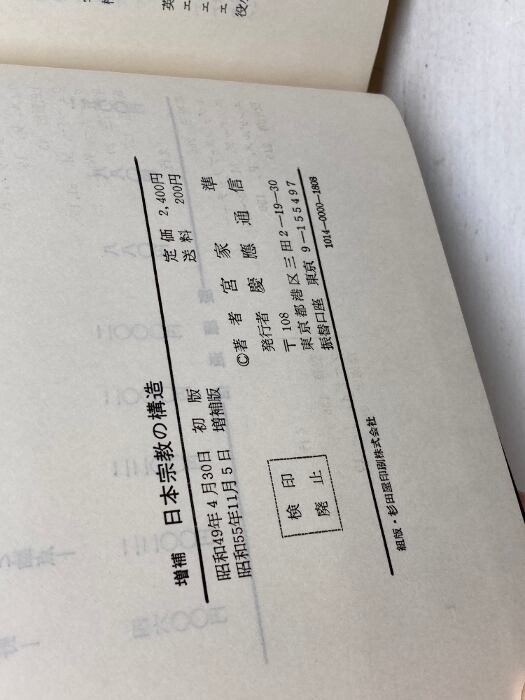 増補 日本宗教の構造
定価 2,400円
送料 200円
昭和49年4月30日 初版
昭和55年11月5日 増補版
©著者 宮家準
発行者 慶應通信
〒108
東京都港区三田2-19-30
振替口座 東京 9-155497
1014-0000-1808
検印
廃止
組版・杉田屋印刷株式会社